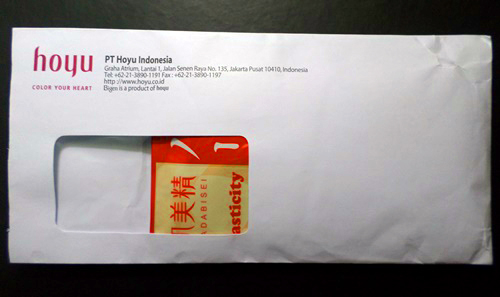 hoyu
COLOR YOUR HEART
PT Hoyu Indonesia
Graha Atrium, Lantai 1, Jalan Senen Raya No. 135, Jakarta Pusat 10410, Indonesia
Tel: +62-21-3890-1191 Fax : +62-21-3890-1197
http://www.hoyu.co.id
Bigen is a product of hoyu
肌美精
ADABISEI
asticity